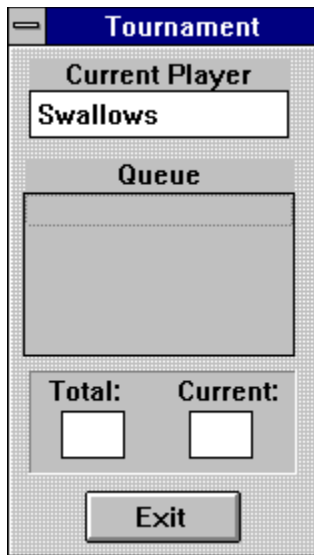 Tournament
Current Player
Swallows
Queue
Total: Current:
Exit